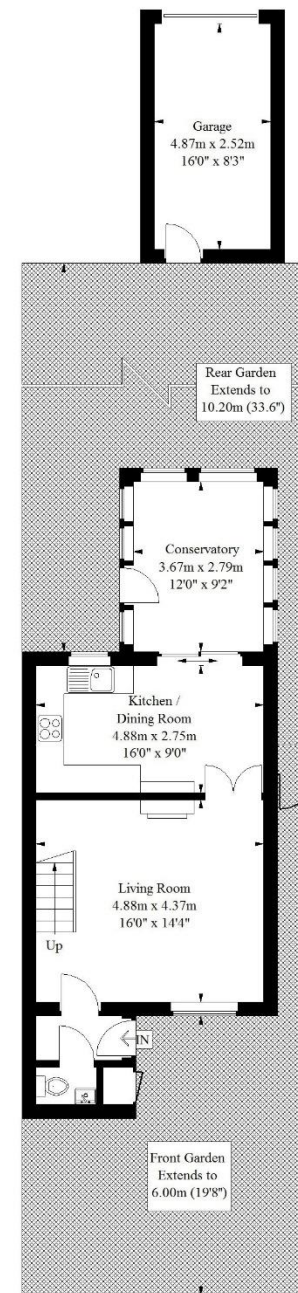 Garage
4.87m x 2.52m
16'0" x 8'3"
Rear Garden
Extends to
10.20m (33.6")
Conservatory
3.67m x 2.79m
12'0" x 9'2"
Kitchen /
Dining Room
4.88m x 2.75m
16'0" x 9'0"
Living Room
4.88m x 4.37m
16'0" x 14'4"
Up
IN
Front Garden
Extends to
6.00m (19'8")